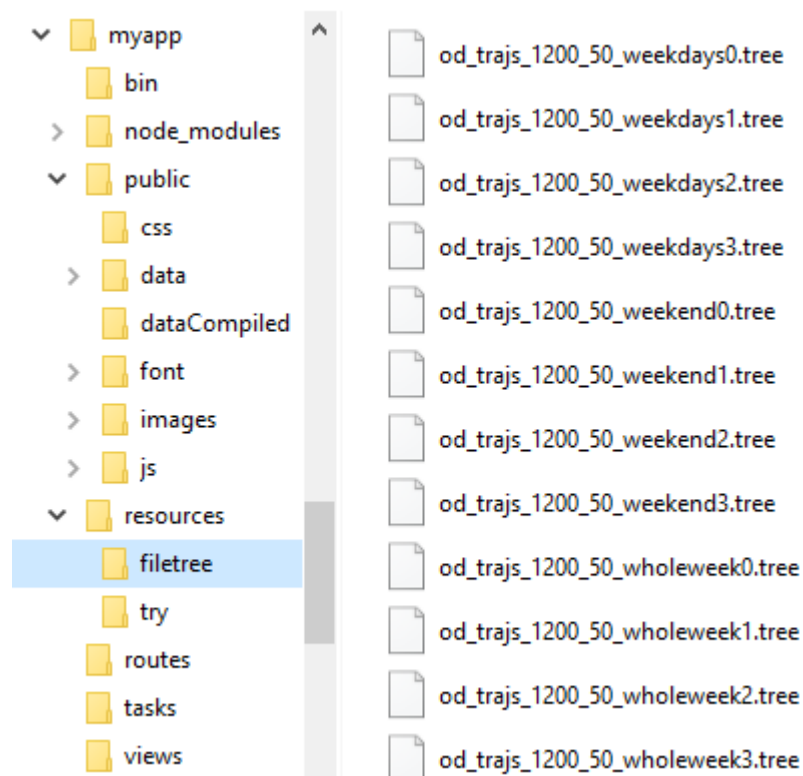 myapp
bin
node_modules
public
css
data
dataCompiled
font
images
js
resources
filetree
try
routes
tasks
views
od_trajs_1200_50_weekdays0.tree
od_trajs_1200_50_weekdays1.tree
od_trajs_1200_50_weekdays2.tree
od_trajs_1200_50_weekdays3.tree
od_trajs_1200_50_weekend0.tree
od_trajs_1200_50_weekend1.tree
od_trajs_1200_50_weekend2.tree
od_trajs_1200_50_weekend3.tree
od_trajs_1200_50_wholeweek0.tree
od_trajs_1200_50_wholeweek1.tree
od_trajs_1200_50_wholeweek2.tree
od_trajs_1200_50_wholeweek3.tree